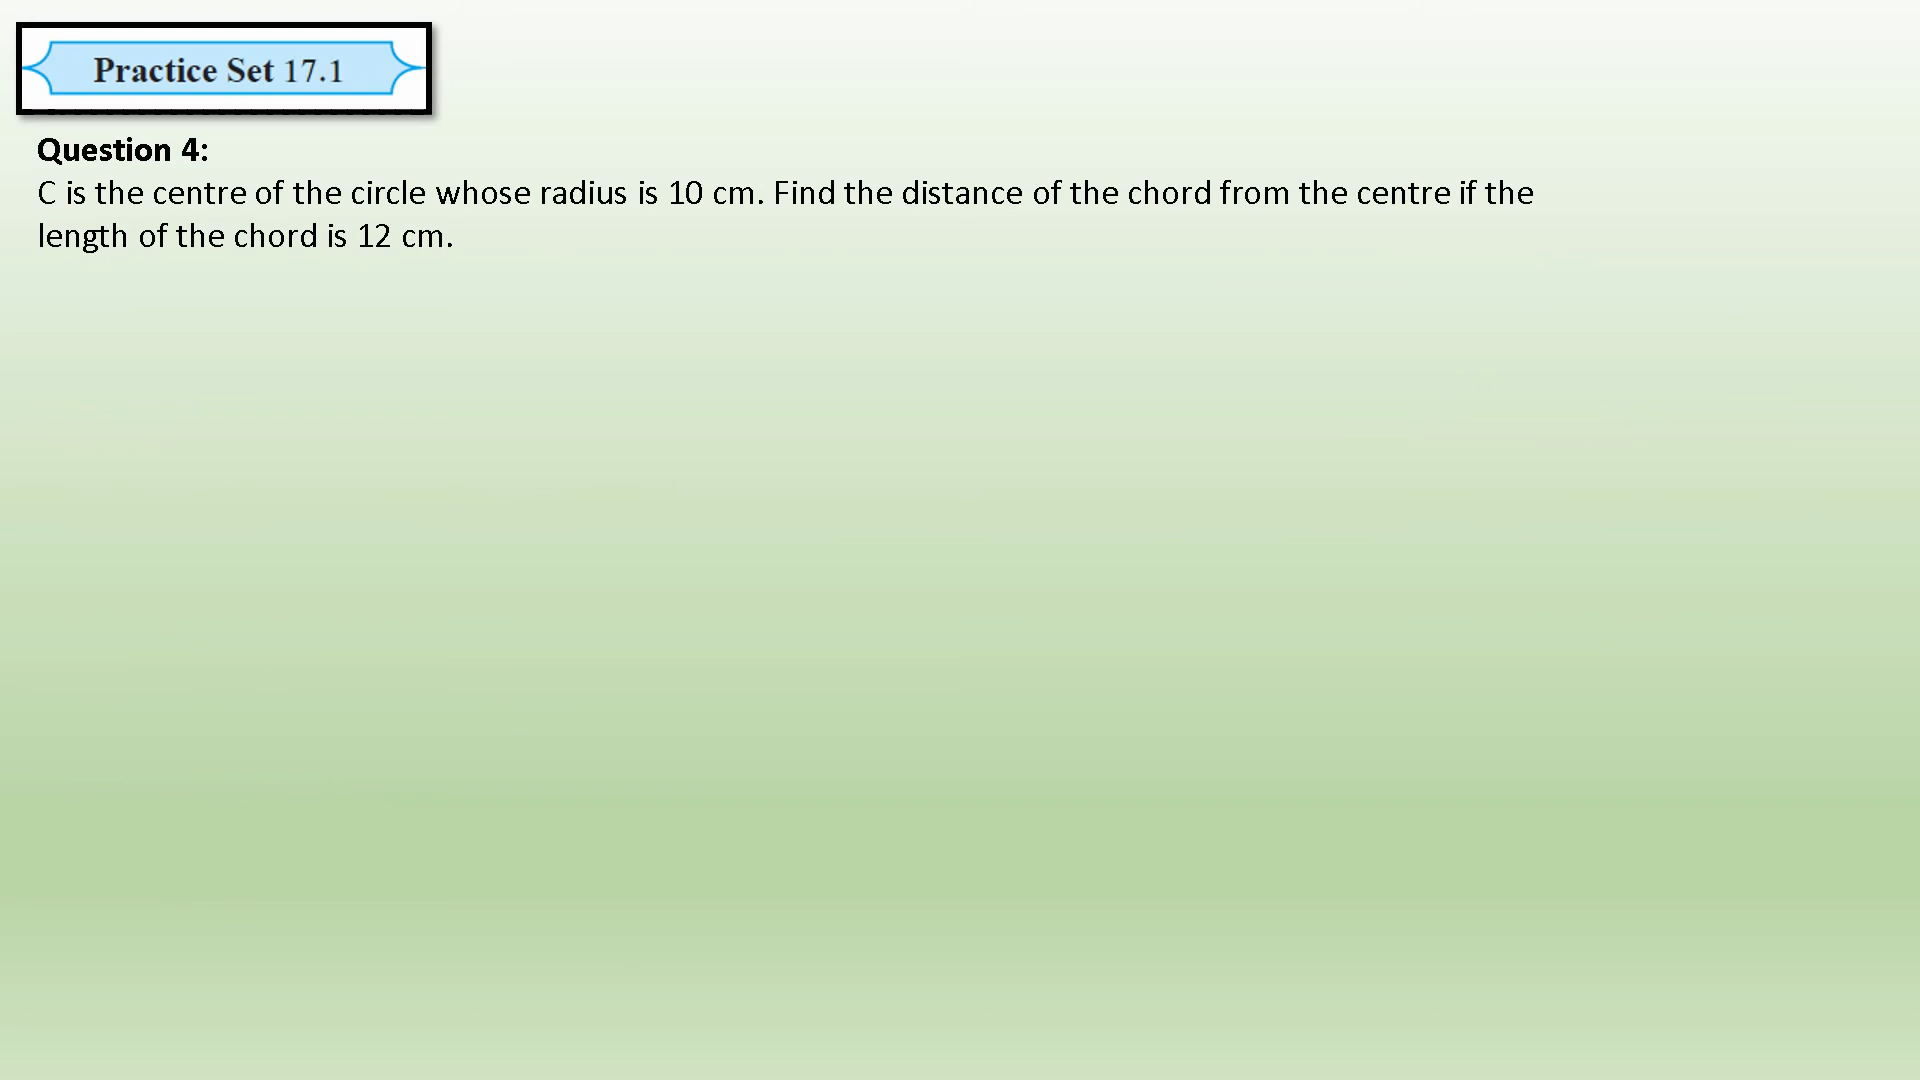 Practice Set 17.1
Question 4:
C is the centre of the circle whose radius is 10 cm. Find the distance of the chord from the centre if the
length of the chord is 12 cm.